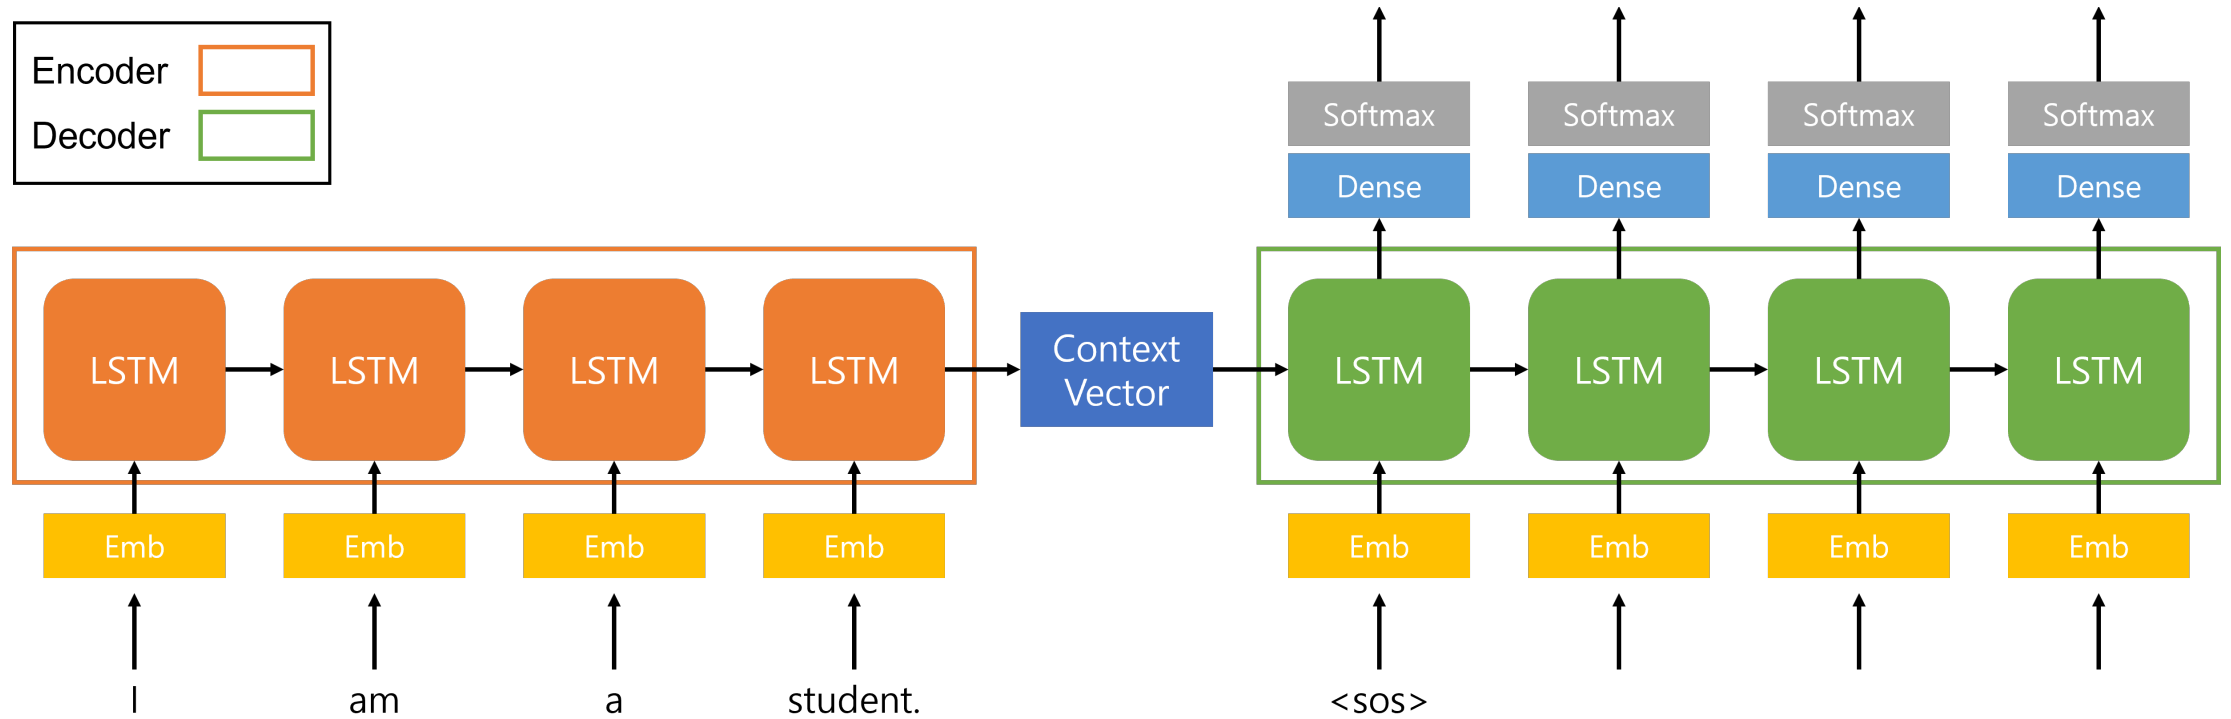 Encoder
Decoder
Softmax Softmax Softmax Softmax
Dense Dense Dense Dense
LSTM LSTM LSTM LSTM Context Vector LSTM LSTM LSTM LSTM
Emb Emb Emb Emb Emb Emb Emb Emb
I am a student. <sos>